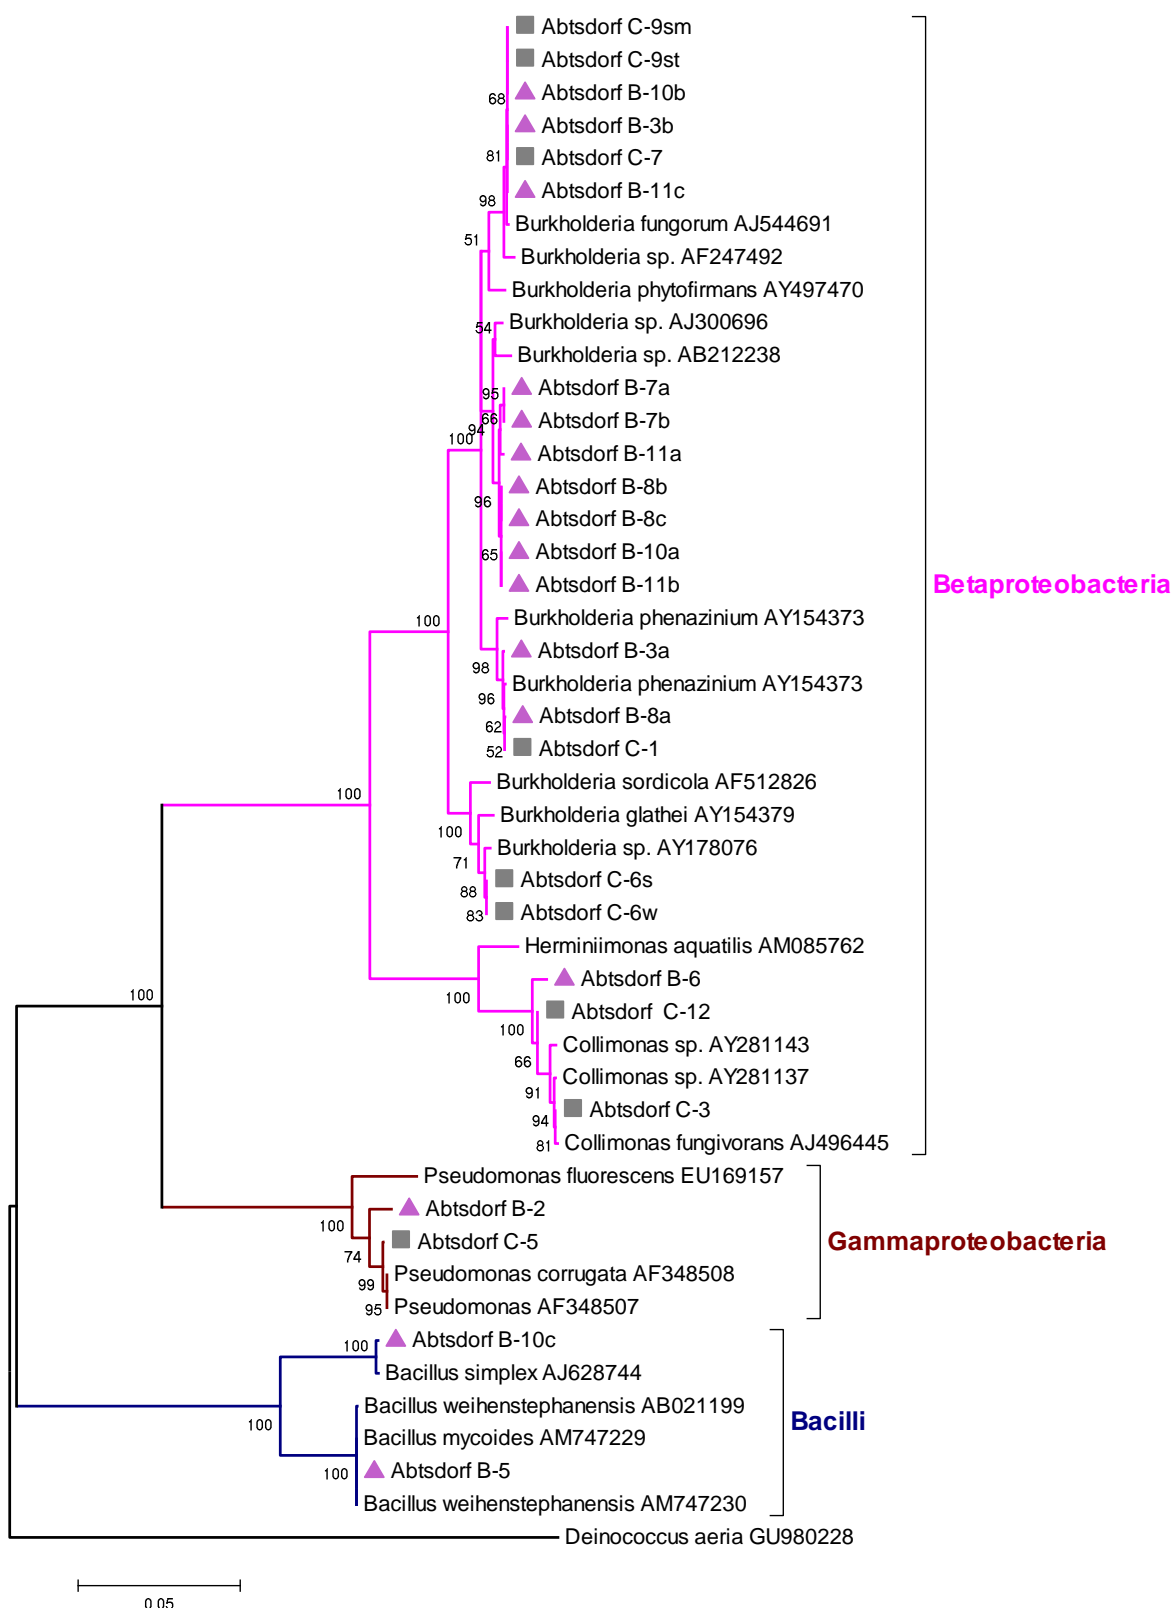 Abtsdorf C-9sm
Abtsdorf C-9st
Abtsdorf B-10b
68
Abtsdorf B-3b
81
Abtsdorf C-7
Abtsdorf B-11c
98
Burkholderia fungorum AJ544691
51
Burkholderia sp. AF247492
Burkholderia phytofirmans AY497470
Burkholderia sp. AJ300696
54
Burkholderia sp. AB212238
Abtsdorf B-7a
95
Abtsdorf B-7b
66
94
100
Abtsdorf B-11a
Abtsdorf B-8b
96
Abtsdorf B-8c
Abtsdorf B-10a
65
Abtsdorf B-11b
Betaproteobacteria
Burkholderia phenazinium AY154373
100
Abtsdorf B-3a
98
Burkholderia phenazinium AY154373
96
Abtsdorf B-8a
62
Abtsdorf C-1
52
Burkholderia sordicola AF512826
100
Burkholderia glathei AY154379
100
Burkholderia sp. AY178076
71
Abtsdorf C-6s
88
Abtsdorf C-6w
83
Herminiimonas aquatilis AM085762
Abtsdorf B-6
100
100
Abtsdorf C-12
100
Collimonas sp. AY281143
66
Collimonas sp. AY281137
91
Abtsdorf C-3
94
Collimonas fungivorans AJ496445
81
Pseudomonas fluorescens EU169157
Abtsdorf B-2
100
Abtsdorf C-5
Gammaproteobacteria
74
Pseudomonas corrugata AF348508
99
Pseudomonas AF348507
95
Abtsdorf B-10c
100
Bacillus simplex AJ628744
Bacillus weihenstephanensis AB021199
Bacilli
100
Bacillus mycoides AM747229
Abtsdorf B-5
100
Bacillus weihenstephanensis AM747230
Deinococcus aeria GU980228
0.05